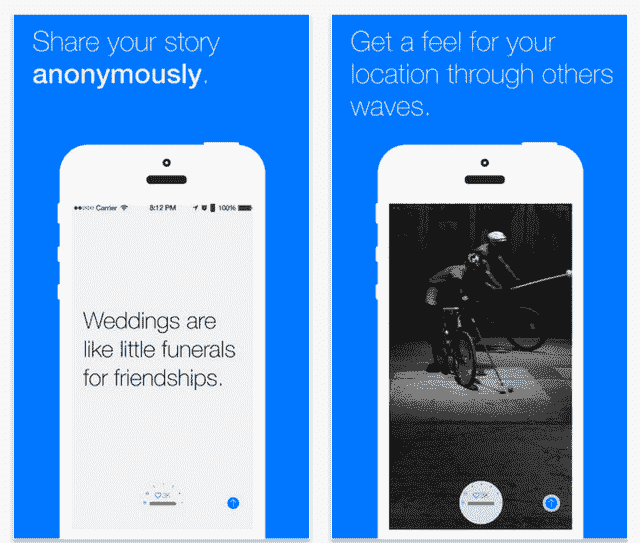 Share your story
anonymously.
Carrier 8:12 PM 100%
Weddings are
like little funerals
for friendships.
Get a feel for your
location through others
waves.